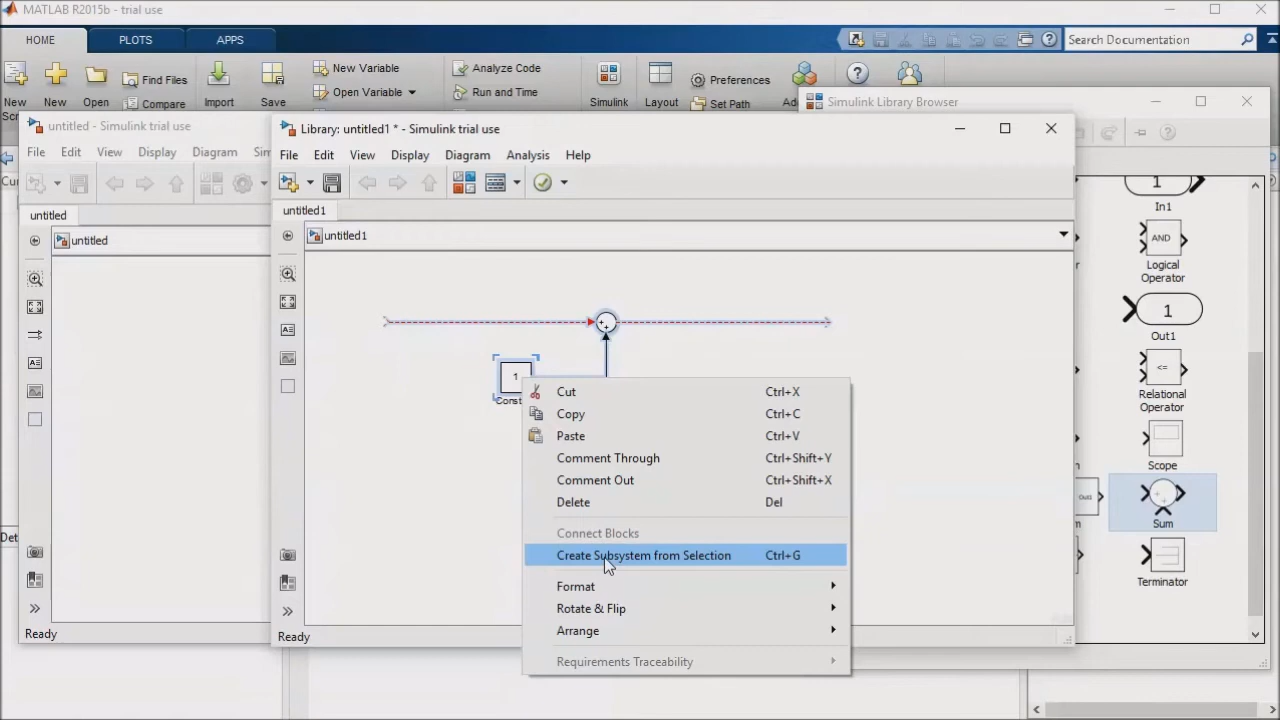 MATLAB R2015b - trial use
HOME PLOTS APPS
Search Documentation
Find Files
New Variable
Analyze Code
New New Open Compare Import Save
Open Variable
Run and Time
Simulink Layout
Preferences
Set Path
Simulink Library Browser
untitled - Simulink trial use
File Edit View Display Diagram
untitled
untitled
Ready
Library: untitled1 * - Simulink trial use
File Edit View Display Diagram Analysis Help
untitled1
untitled1
1
Cut Ctrl+X
Copy Ctrl+C
Paste Ctrl+V
Comment Through Ctrl+Shift+Y
Comment Out Ctrl+Shift+X
Delete Del
Connect Blocks
Create Subsystem from Selection Ctrl+G
Format
Rotate & Flip
Arrange
Requirements Traceability
Ready
1
In1
AND
Logical
Operator
1
Out1
<=
Relational
Operator
Scope
Out1
Sum
Terminator